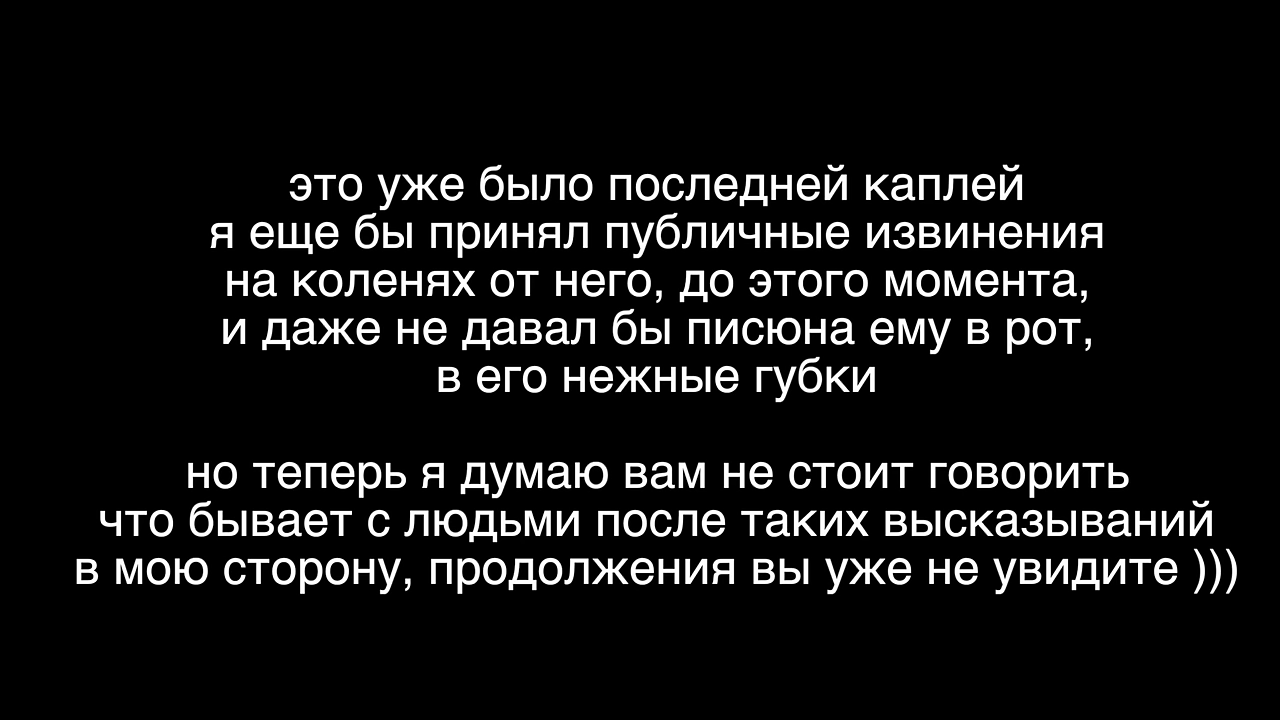 это уже было последней каплей
я еще бы принял публичные извинения
на коленях от него, до этого момента,
и даже не давал бы писюна ему в рот,
в его нежные губки
но теперь я думаю вам не стоит говорить
что бывает с людьми после таких высказываний
в мою сторону, продолжения вы уже не увидите )))